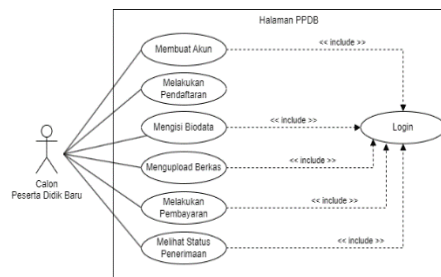 Halaman PPDB
Membuat Akun
<< include >>
Melakukan
Pendaftaran
Mengisi Biodata
<< include >>
Login
Mengupload Berkas
<< include >>
Calon
Peserta Didik Baru
Melakukan
Pembayaran
<< include >>
Melihat Status
Penerimaan
<< include >>